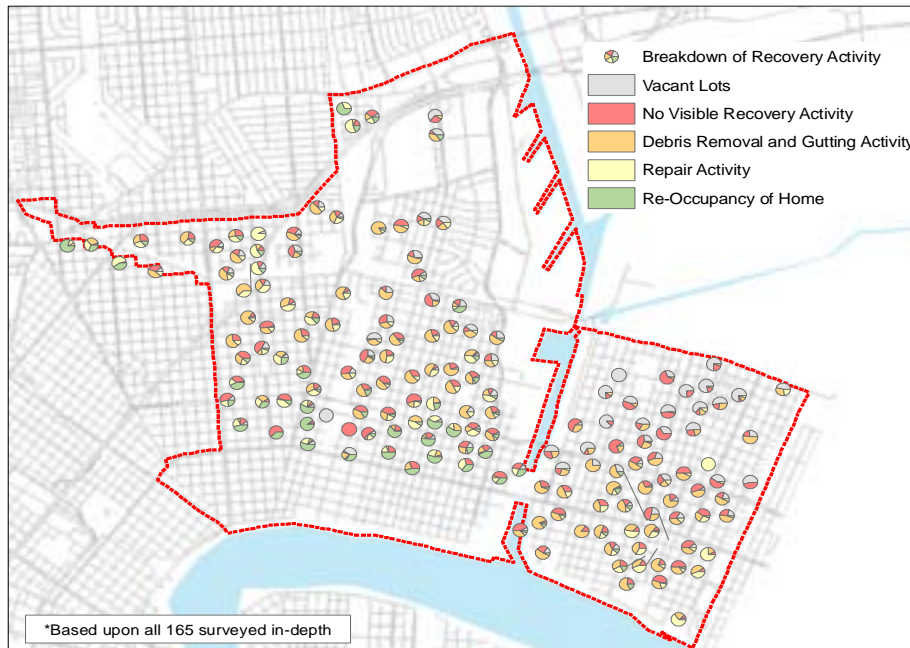 Breakdown of Recovery Activity
Vacant Lots
No Visible Recovery Activity
Debris Removal and Gutting Activity
Repair Activity
Re-Occupancy of Home
*Based upon all 165 surveyed in-depth